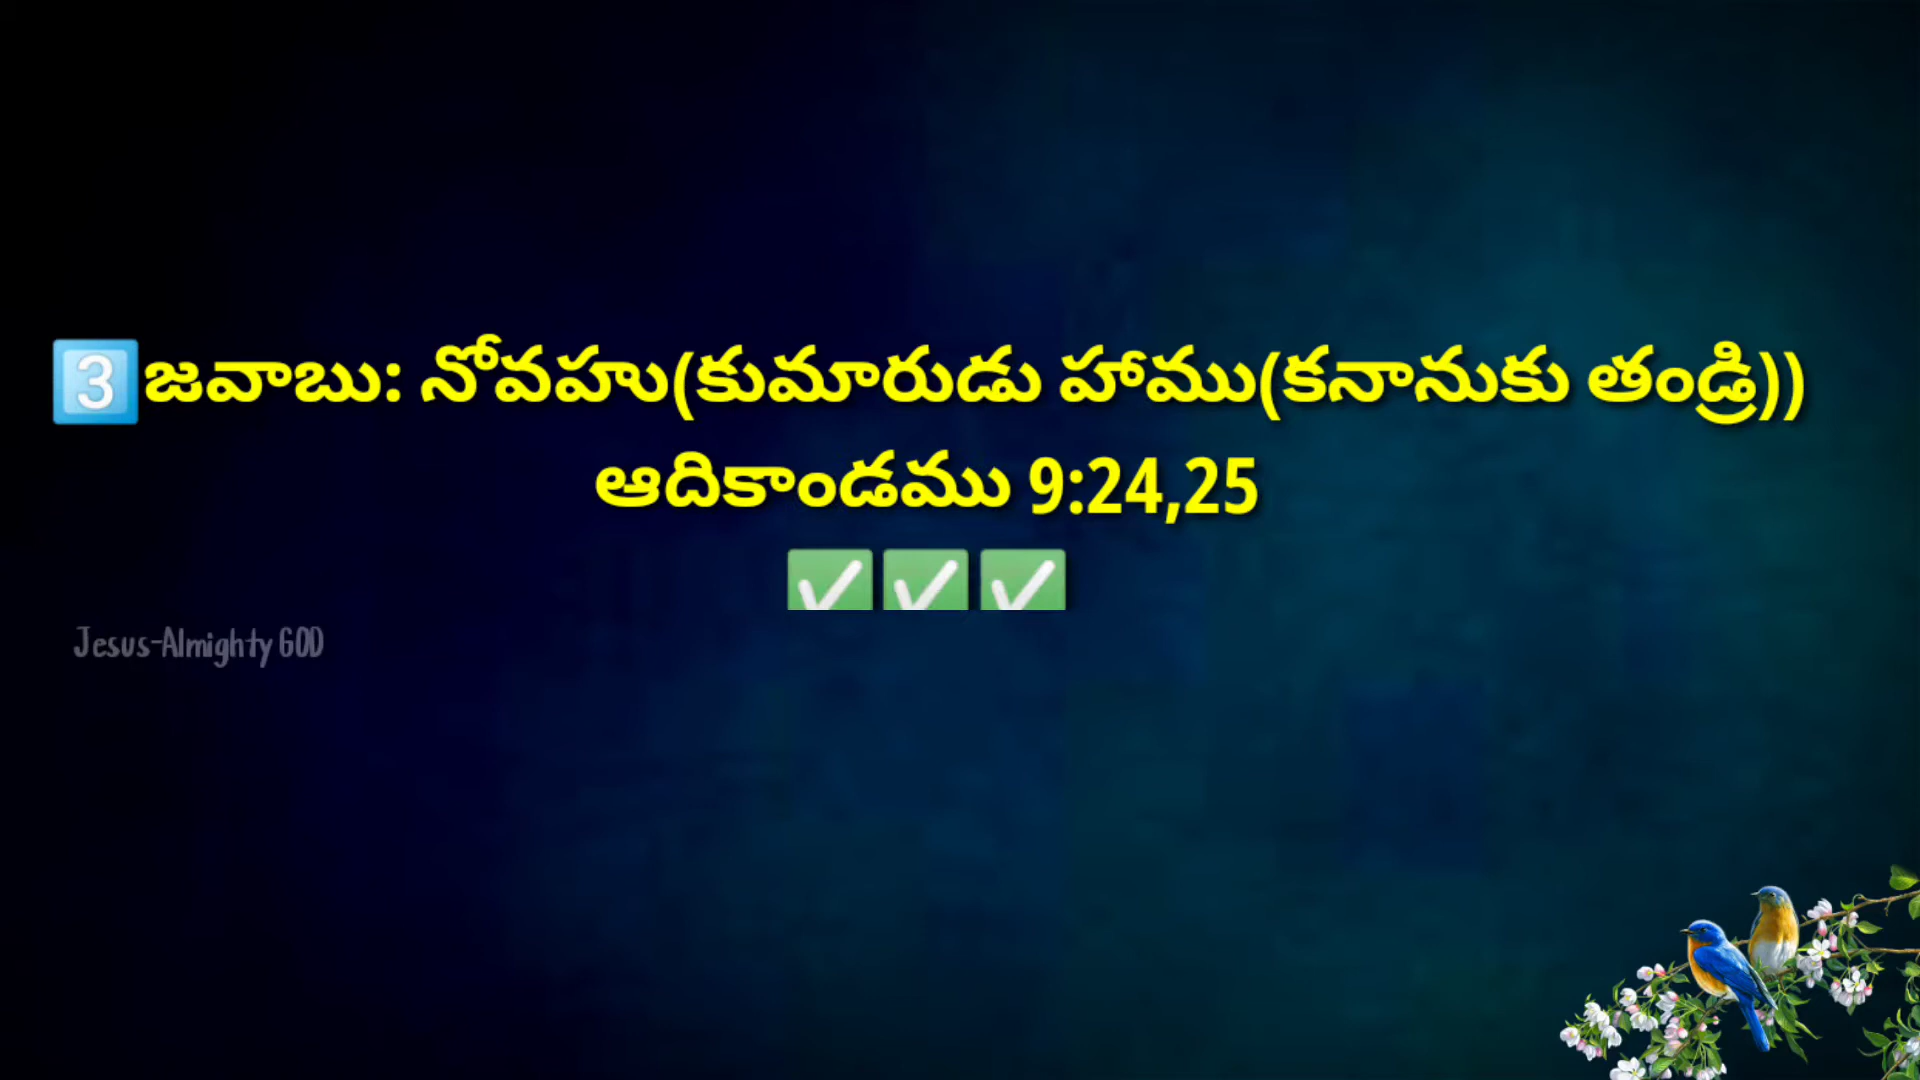 3️⃣జవాబు: నోవహు(కుమారుడు హాము(కనానుకు తండ్రి))
ఆదికాండము 9:24,25
✅✅✅
Jesus-Almighty GOD